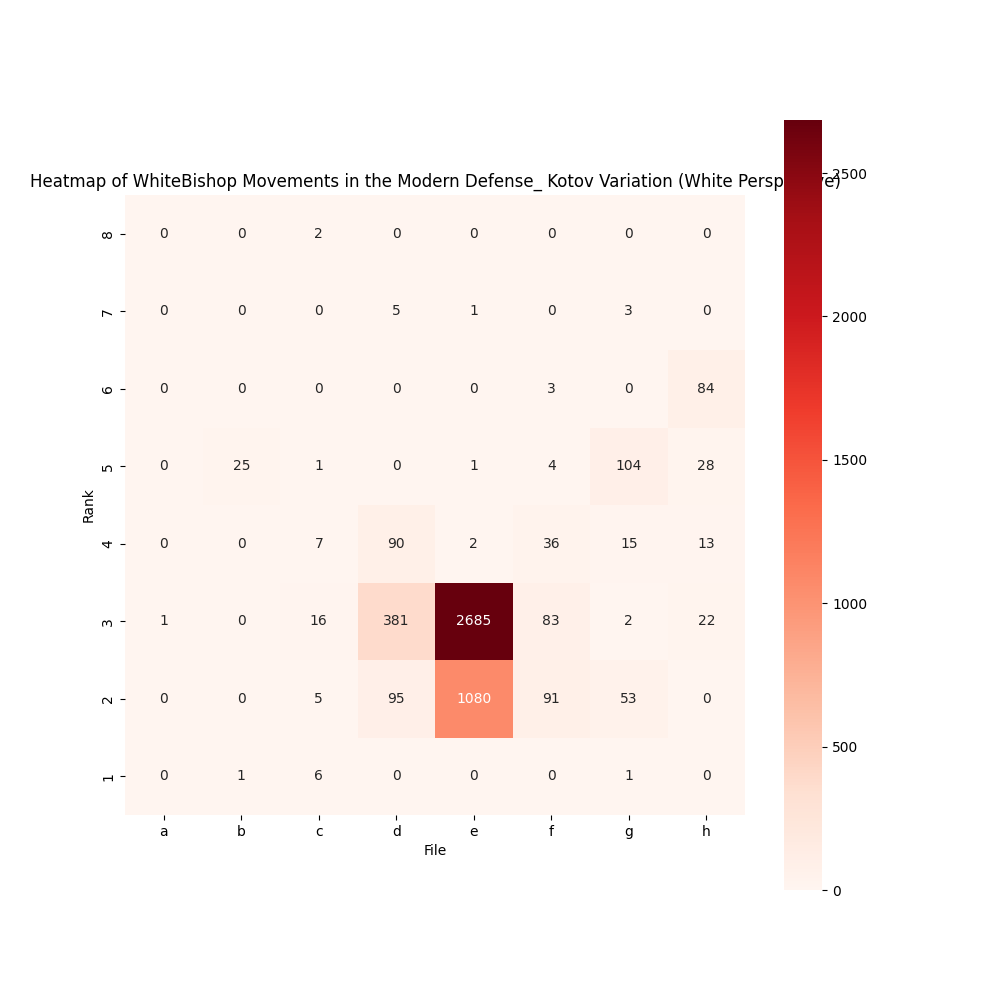 Heatmap of WhiteBishop Movements in the Modern Defense_ Kotov Variation (White Persp ve)
2500
8 0 0 2 0 0 0 0 0
7 0 0 0 5 1 0 3 0
2000
6 0 0 0 0 0 3 0 84
1500
5 0 25 1 0 1 4 104 28
Rank
4 0 0 7 90 2 36 15 13
1000
3 1 0 16 381 2685 83 2 22
2 0 0 5 95 1080 91 53 0
500
1 0 1 6 0 0 0 1 0
a b c d e f g h
File
0